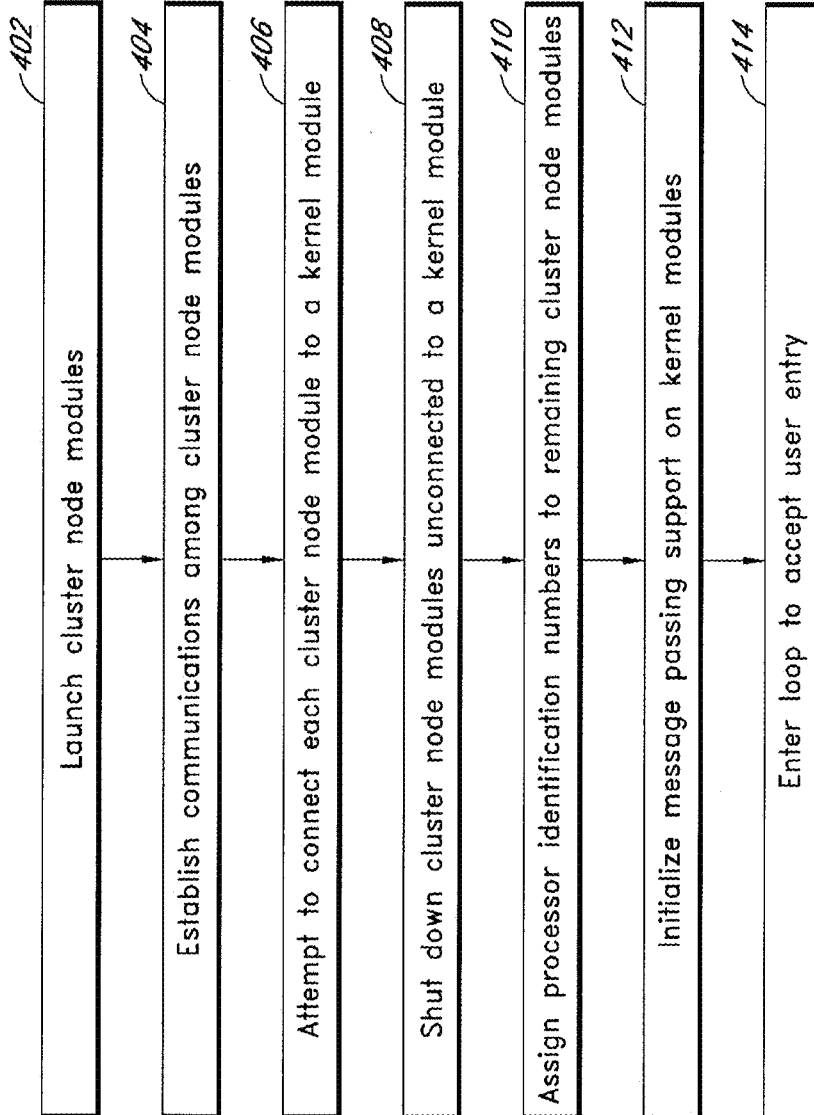 402
Launch cluster node modules
404
Establish communications among cluster node modules
406
Attempt to connect each cluster node module to a kernel module
408
Shut down cluster node modules unconnected to a kernel module
410
Assign processor identification numbers to remaining cluster node modules
412
Initialize message passing support on kernel modules
414
Enter loop to accept user entry